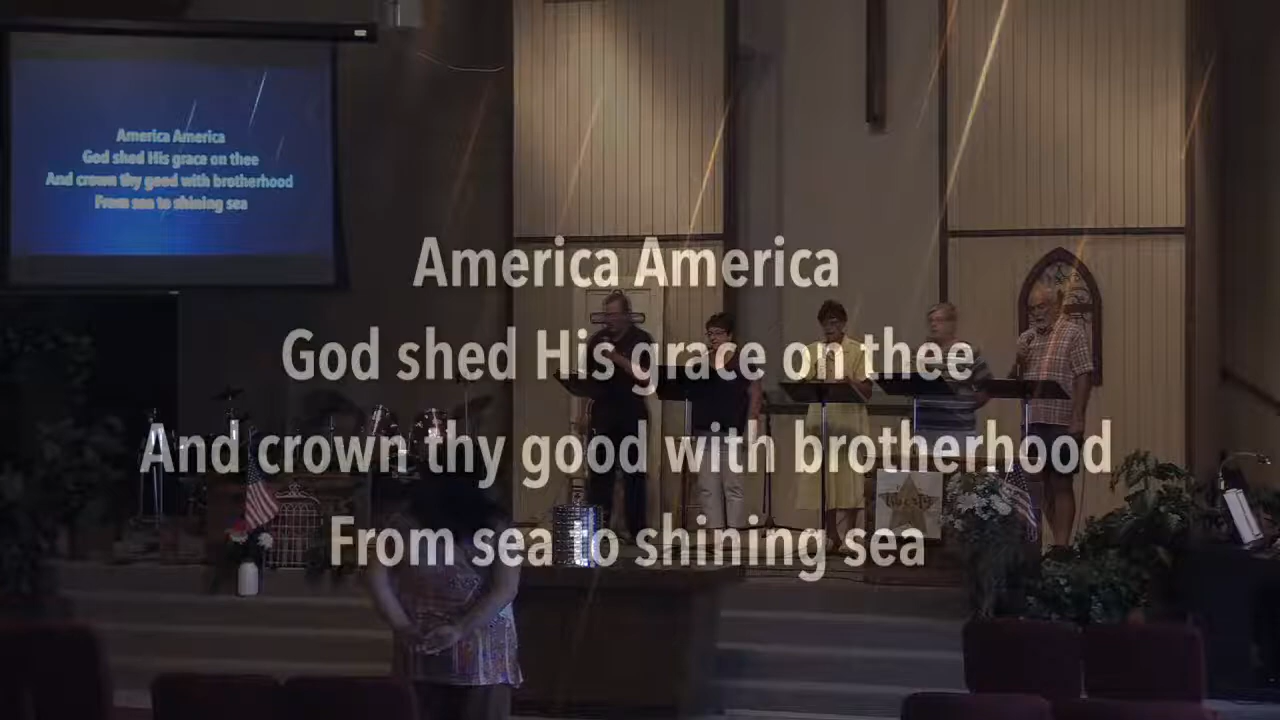 America America
God shed His grace on thee
And crown thy good with brotherhood
From sea to shining sea
America America
God shed His grace on thee
And crown thy good with brotherhood
From sea to shining sea
liberty